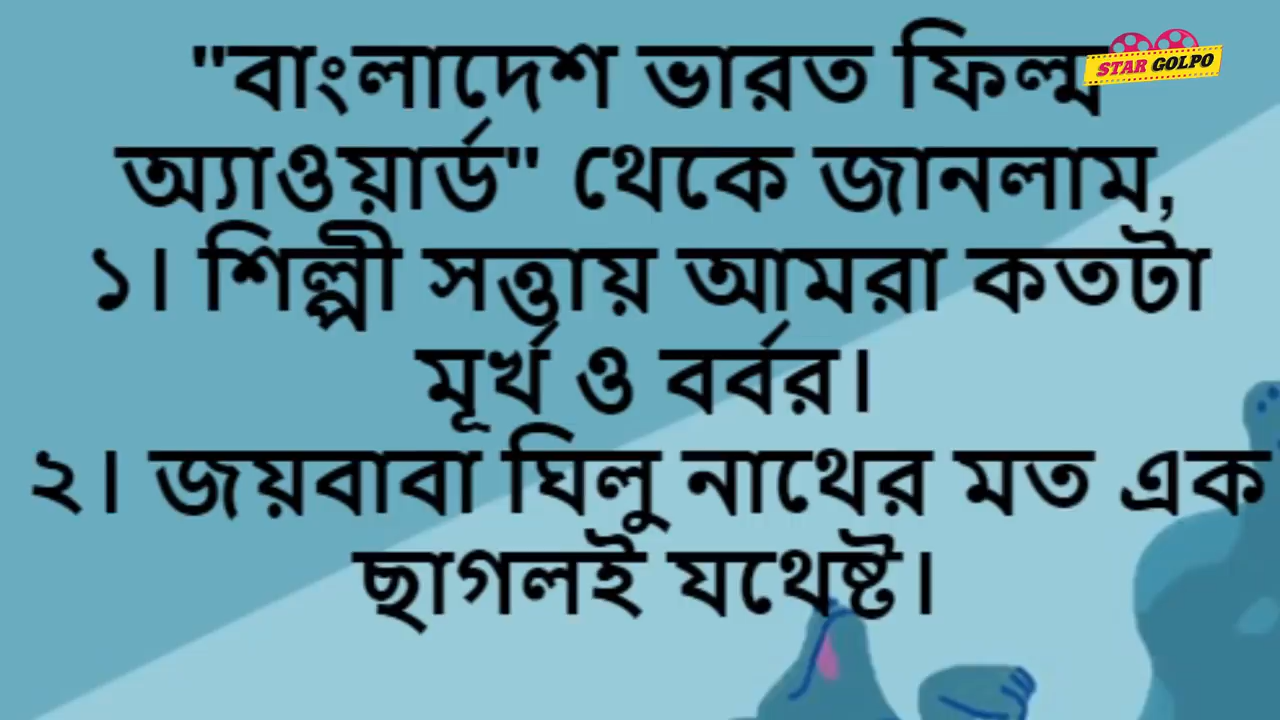 "বাংলাদেশ ভারত ফিল্ম
STAR GOLPO
অ্যাওয়ার্ড" থেকে জানলাম,
১। শিল্পী সত্তায় আমরা কতটা
মূর্খ ও বর্বর।
২। জয়বাবা ঘিলু নাথের মত এক
ছাগলই যথেষ্ট।